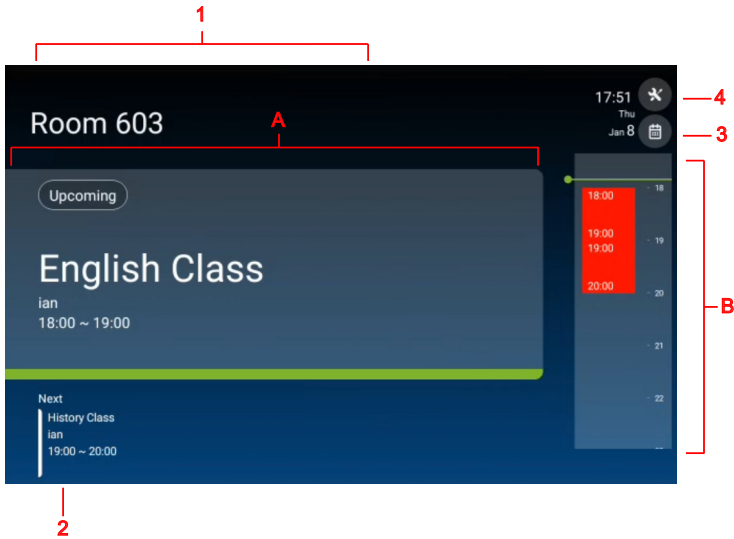 1
17:51
4
Thu
Room 603
A
Jan 8
3
Upcoming
18:00
18
English Class
19:00
19
19:00
ian
20:00
20
18:00 ~ 19:00
B
21
Next
22
History Class
ian
19:00 ~ 20:00
2